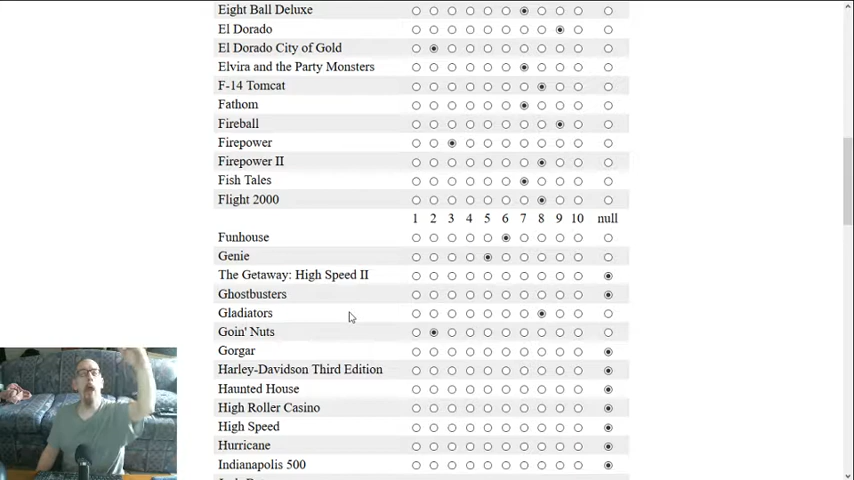 Eight Ball Deluxe
El Dorado
El Dorado City of Gold
Elvira and the Party Monsters
F-14 Tomcat
Fathom
Fireball
Firepower
Firepower II
Fish Tales
Flight 2000
1 2 3 4 5 6 7 8 9 10 null
Funhouse
Genie
The Getaway: High Speed II
Ghostbusters
Gladiators
Goin' Nuts
Gorgar
Harley-Davidson Third Edition
Haunted House
High Roller Casino
High Speed
Hurricane
Indianapolis 500